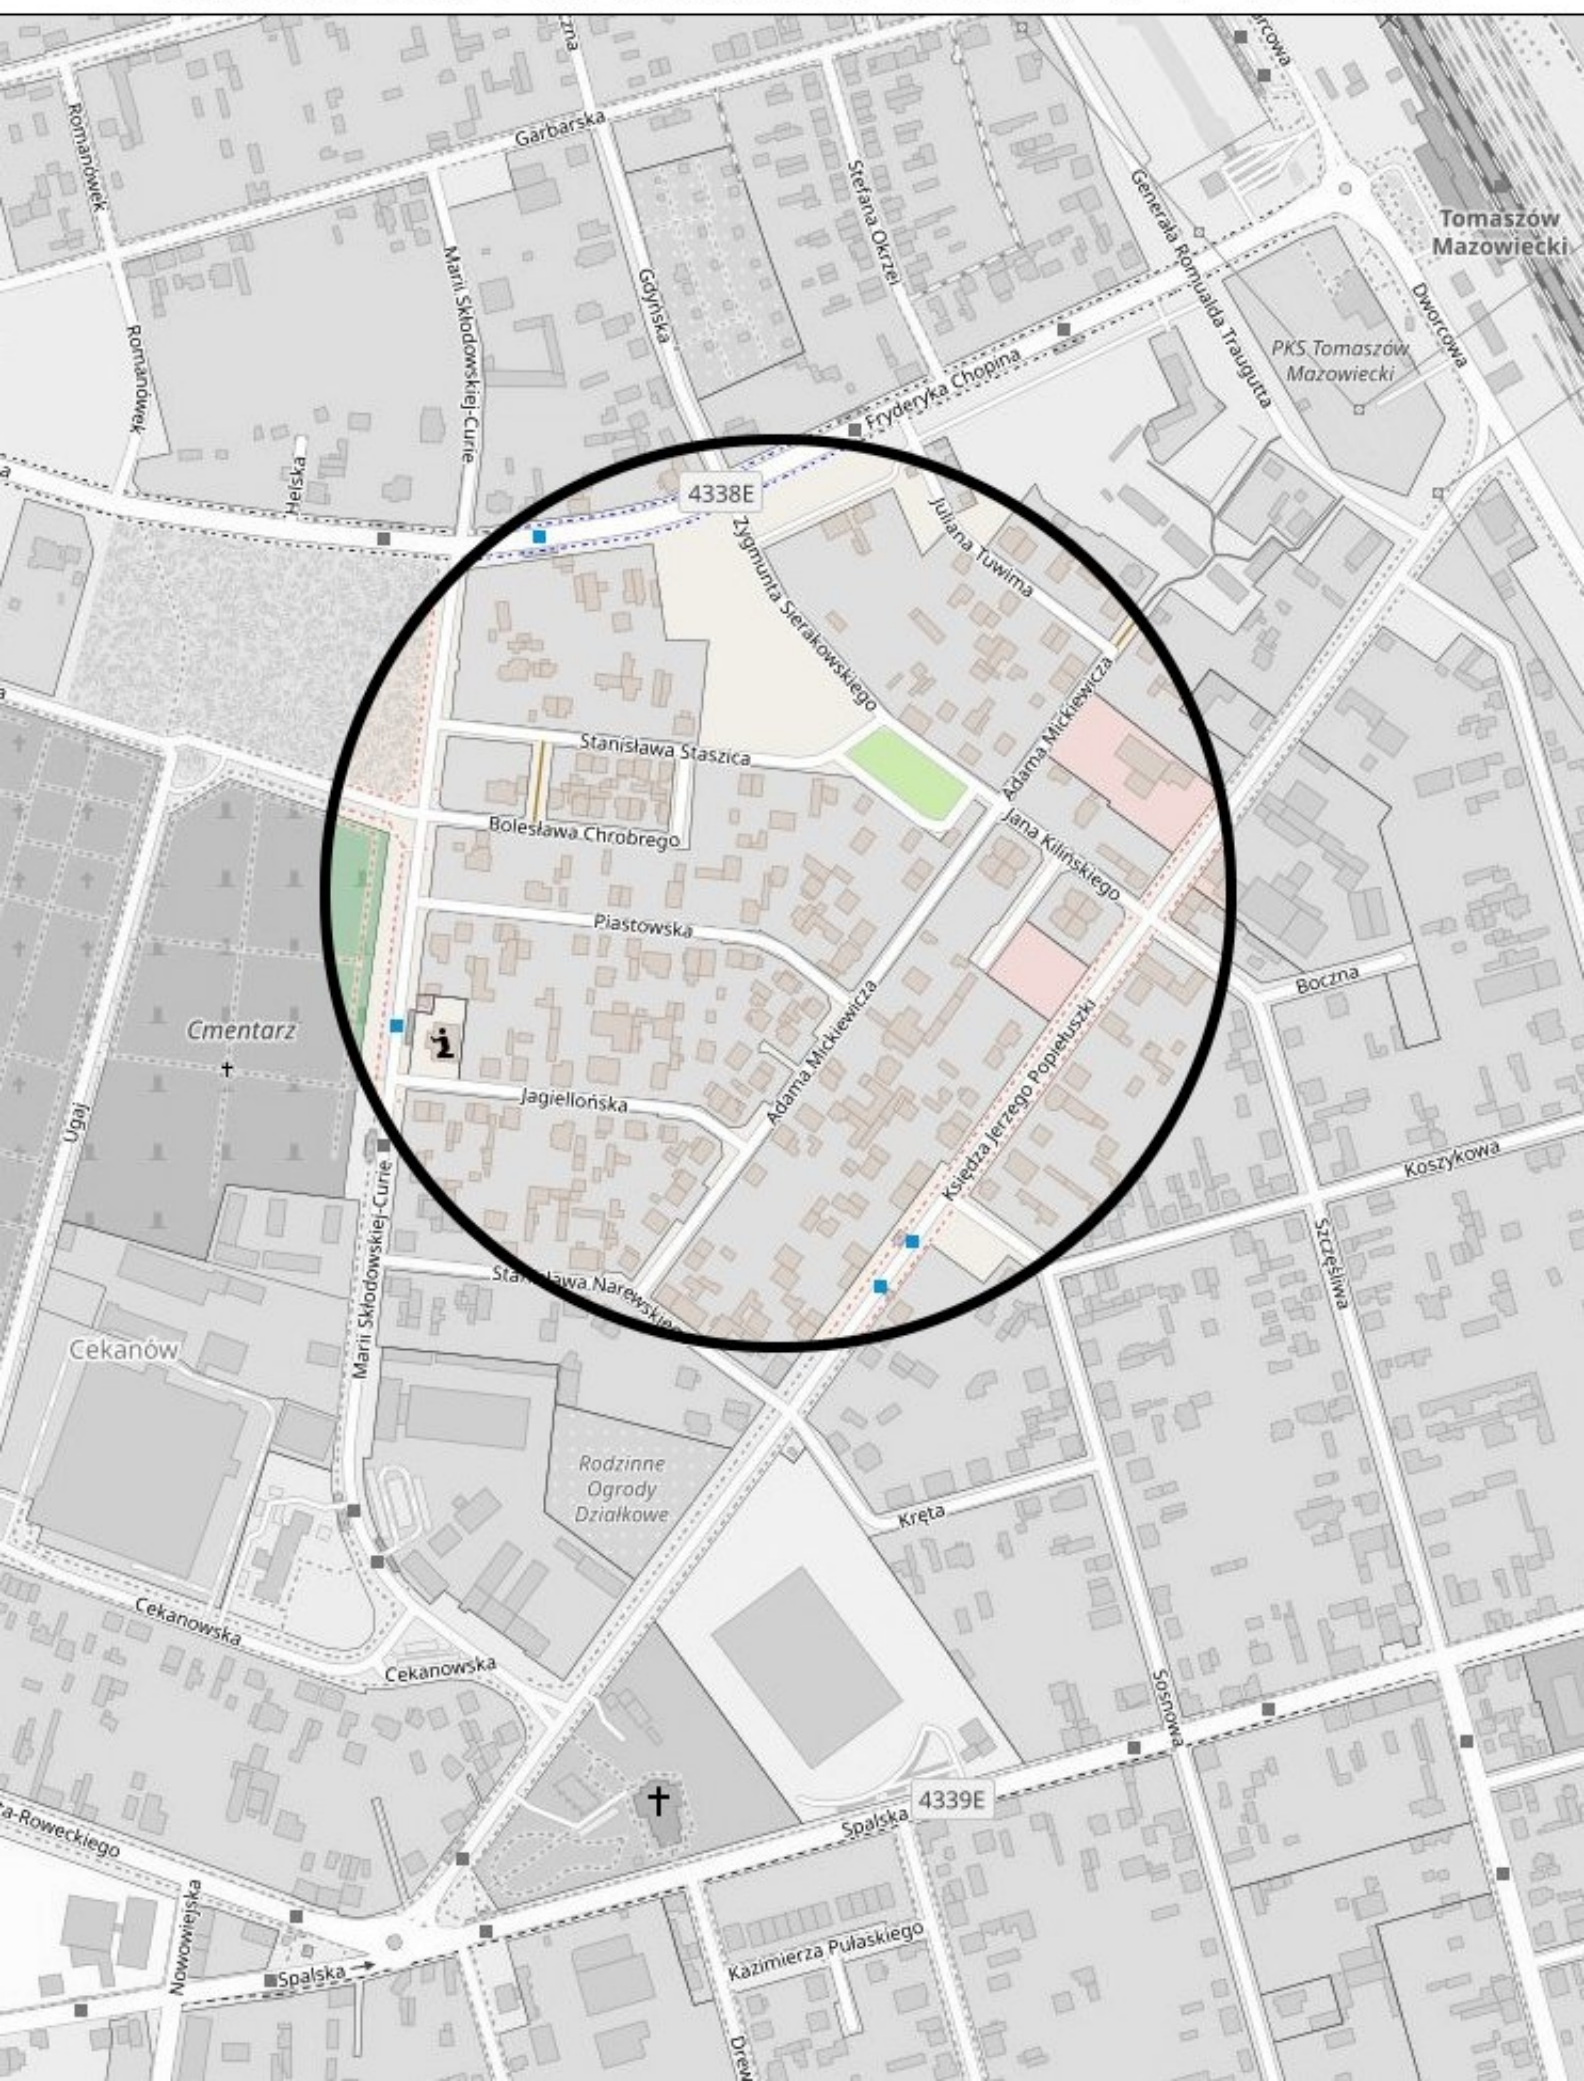 Garbarska
Romanówek
Stefana Okrzei
Generała Romualda Traugutta
Tomaszów
Mazowiecki
Marii Skłodowskiej-Curie
Gdyńska
Dworcowa
Romanówek
PKS Tomaszów
Mazowiecki
Fryderyka Chopina
Helska
4338E
Juliana Tuwima
Zygmunta Sierakowskiego
Adama Mickiewicza
Stanisława Staszica
Bolesława Chrobrego
Jana Kilińskiego
Piastowska
Boczna
Cmentarz
Adama Mickiewicza
Księdza Jerzego Popiełuszki
Jagiellońska
Ugaj
Koszykowa
Marii Skłodowskiej-Curie
Szczęśliwa
Cekanów
Rodzinne
Ogrody
Działkowe
Kręta
Cekanowska
Cekanowska
Sosnowa
4339E
Spalska
ta-Roweckiego
Nowowiejska
Kazimierza Pułaskiego
Spalska
Drew